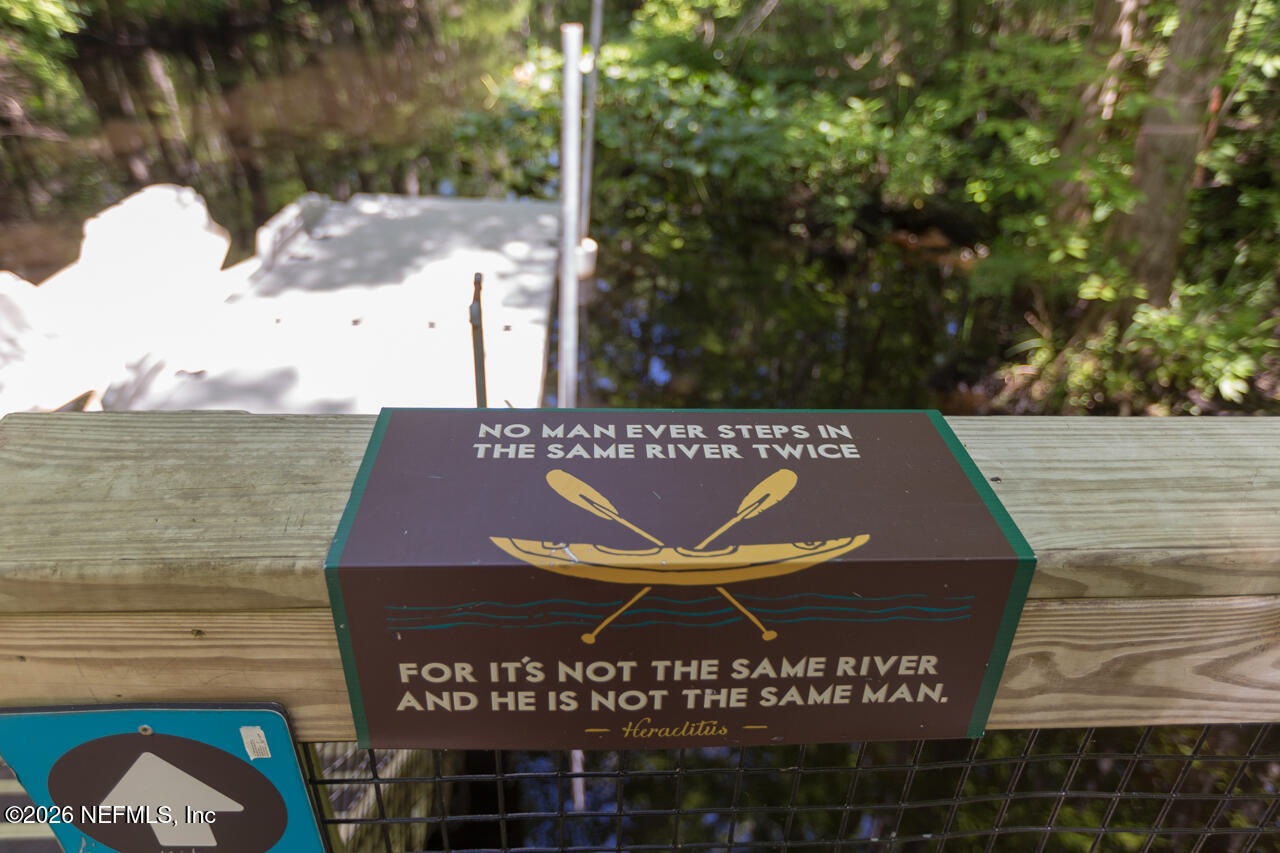 NO MAN EVER STEPS IN
THE SAME RIVER TWICE
FOR IT'S NOT THE SAME RIVER
AND HE IS NOT THE SAME MAN.
— Heraclitus —
©2026 NEFMLS, Inc